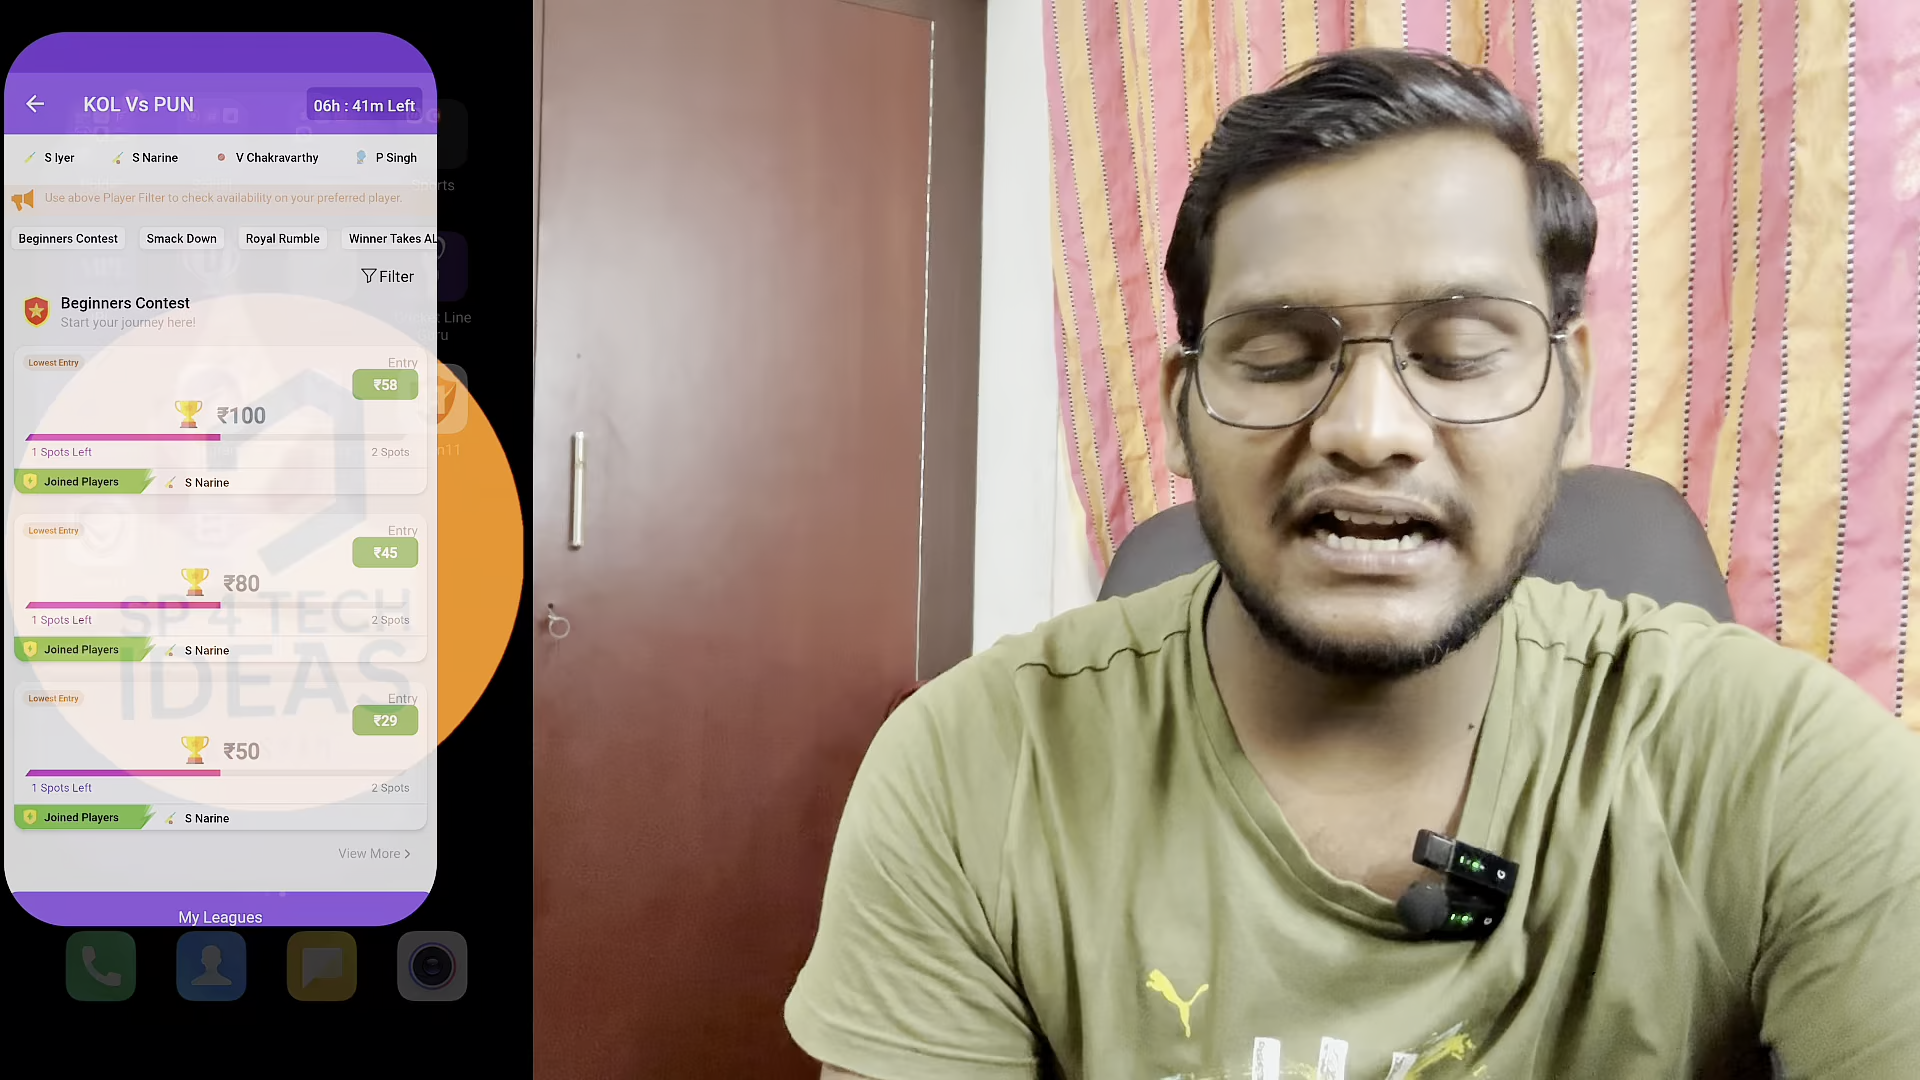 KOL Vs PUN
06h : 41m Left
S Iyer
S Narine
V Chakravarthy
P Singh
Use above Player Filter to check availability on your preferred player.
Beginners Contest
Smack Down
Royal Rumble
Winner Takes AL
Filter
Beginners Contest
Start your journey here!
Lowest Entry
Entry
₹58
₹100
1 Spots Left
2 Spots
Joined Players
S Narine
Lowest Entry
Entry
₹45
₹80
1 Spots Left
2 Spots
Joined Players
S Narine
SP 4 TECH
IDEAS
Lowest Entry
Entry
₹29
₹50
1 Spots Left
2 Spots
Joined Players
S Narine
View More >
My Leagues